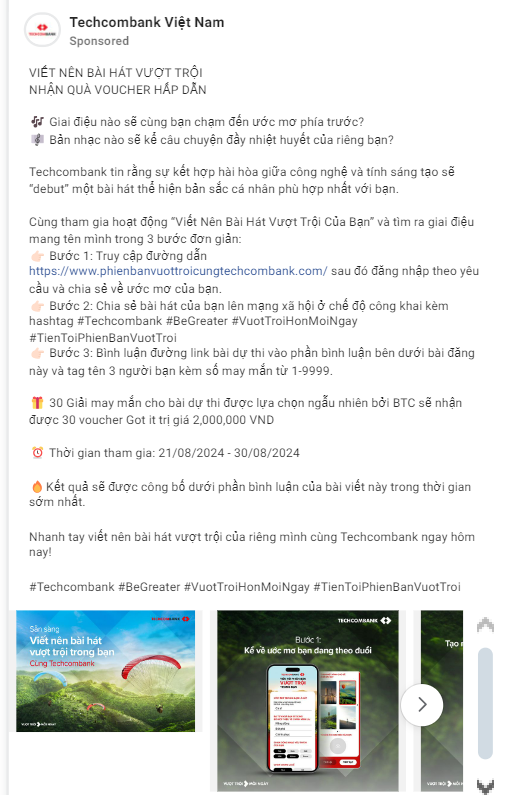 Techcombank Việt Nam
Sponsored
VIẾT NÊN BÀI HÁT VƯỢT TRỘI
NHẬN QUÀ VOUCHER HẤP DẪN
🎶 Giai điệu nào sẽ cùng bạn chạm đến ước mơ phía trước?
🎼 Bản nhạc nào sẽ kể câu chuyện đầy nhiệt huyết của riêng bạn?
Techcombank tin rằng sự kết hợp hài hòa giữa công nghệ và tính sáng tạo sẽ
“debut” một bài hát thể hiện bản sắc cá nhân phù hợp nhất với bạn.
Cùng tham gia hoạt động “Viết Nên Bài Hát Vượt Trội Của Bạn” và tìm ra giai điệu
mang tên mình trong 3 bước đơn giản:
👉🏻 Bước 1: Truy cập đường dẫn
https://www.phienbanvuottroicungtechcombank.com/ sau đó đăng nhập theo yêu
cầu và chia sẻ về ước mơ của bạn.
👉🏻 Bước 2: Chia sẻ bài hát của bạn lên mạng xã hội ở chế độ công khai kèm
hashtag #Techcombank #BeGreater #VuotTroiHonMoiNgay
#TienToiPhienBanVuotTroi
👉🏻 Bước 3: Bình luận đường link bài dự thi vào phần bình luận bên dưới bài đăng
này và tag tên 3 người bạn kèm số may mắn từ 1-9999.
🎁 30 Giải may mắn cho bài dự thi được lựa chọn ngẫu nhiên bởi BTC sẽ nhận
được 30 voucher Got it trị giá 2,000,000 VND
⏰ Thời gian tham gia: 21/08/2024 - 30/08/2024
🔥Kết quả sẽ được công bố dưới phần bình luận của bài viết này trong thời gian
sớm nhất.
Nhanh tay viết nên bài hát vượt trội của riêng mình cùng Techcombank ngay hôm
nay!
#Techcombank #BeGreater #VuotTroiHonMoiNgay #TienToiPhienBanVuotTroi
TECHCOMBANK
Sẵn sàng
Viết nên bài hát
vượt trội trong bạn
Cùng Techcombank
VƯỢT TRỘI MỖI NGÀY
TECHCOMBANK
Bước 1:
Kể về ước mơ bạn đang theo đuổi
VƯỢT TRỘI
VƯỢT TRỘI MỖI NGÀY
Tạo
VƯỢT TRỘI